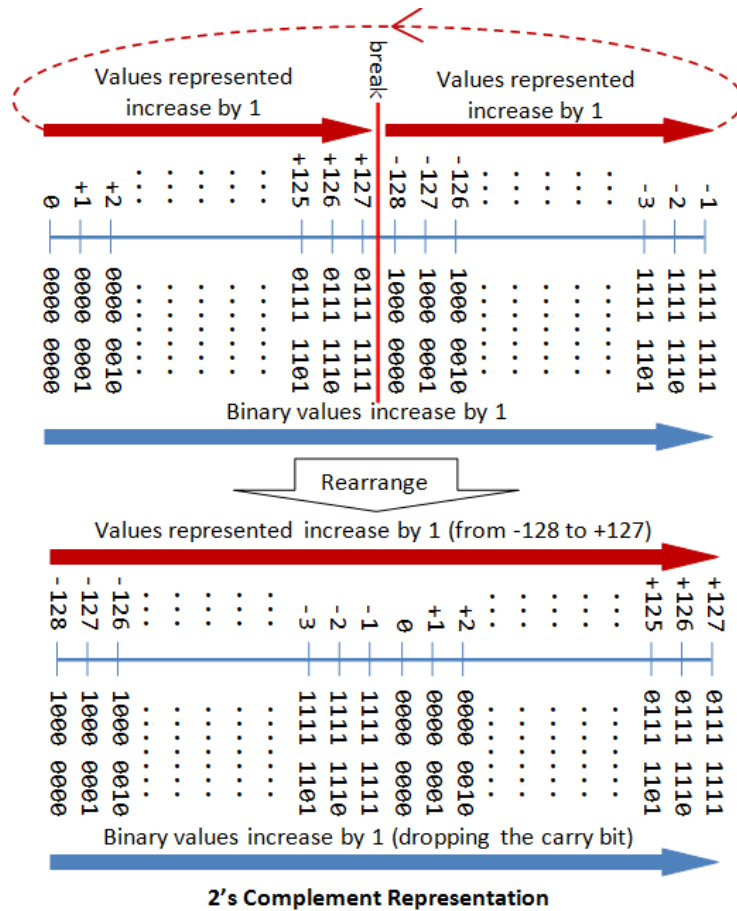 break
Values represented
increase by 1
Values represented
increase by 1
0 +1 +2 . . . . . +125 +126 +127 -128 -127 -126 . . . . . -3 -2 -1
0000 0000
0000 0001
0000 0010
0111 1101
0111 1110
0111 1111
1000 0000
1000 0001
1000 0010
1111 1101
1111 1110
1111 1111
Binary values increase by 1
Rearrange
Values represented increase by 1 (from -128 to +127)
-128 -127 -126 . . . . . -3 -2 -1 0 +1 +2 . . . . . +125 +126 +127
1000 0000
1000 0001
1000 0010
1111 1101
1111 1110
1111 1111
0000 0000
0000 0001
0000 0010
0111 1101
0111 1110
0111 1111
Binary values increase by 1 (dropping the carry bit)
2's Complement Representation